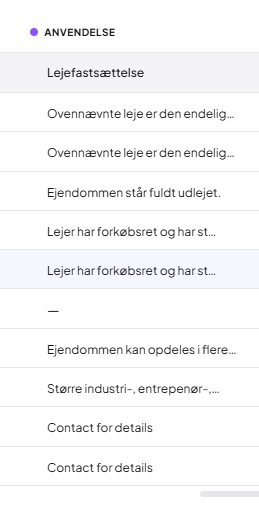 ANVENDELSE
Lejefastsættelse
Ovennævnte leje er den endelig...
Ovennævnte leje er den endelig...
Ejendommen står fuldt udlejet.
Lejer har forkøbsret og har st...
Lejer har forkøbsret og har st...
—
Ejendommen kan opdeles i flere...
Større industri-, entrepenør-,...
Contact for details
Contact for details